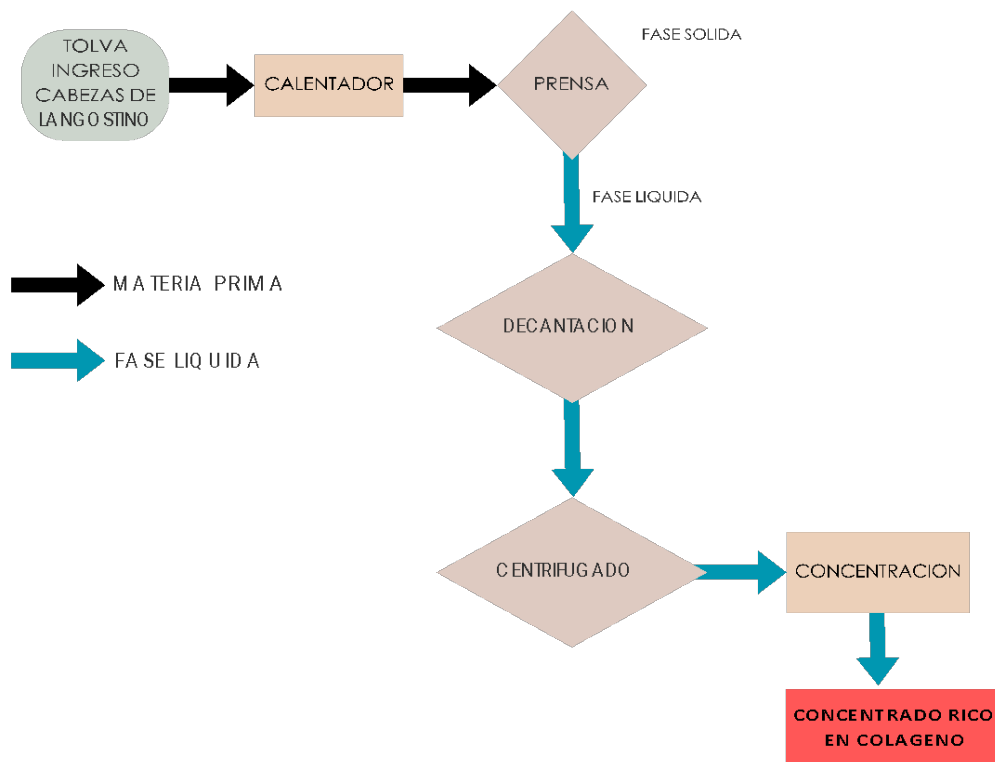 TOLVA
INGRESO
CABEZAS DE
LANGOSTINO
CALENTADOR
PRENSA
FASE SOLIDA
FASE LIQUIDA
MATERIA PRIMA
FASE LIQUIDA
DECANTACION
CENTRIFUGADO
CONCENTRACION
CONCENTRADO RICO
EN COLAGENO